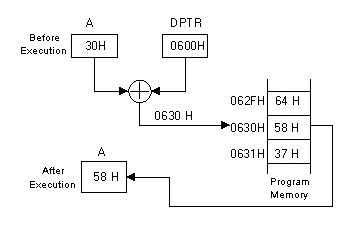 A DPTR
Before
Execution
30H 0600H
062FH 64 H
0630 H
0630H 58 H
0631H 37 H
A
After
Execution
58 H
Program
Memory